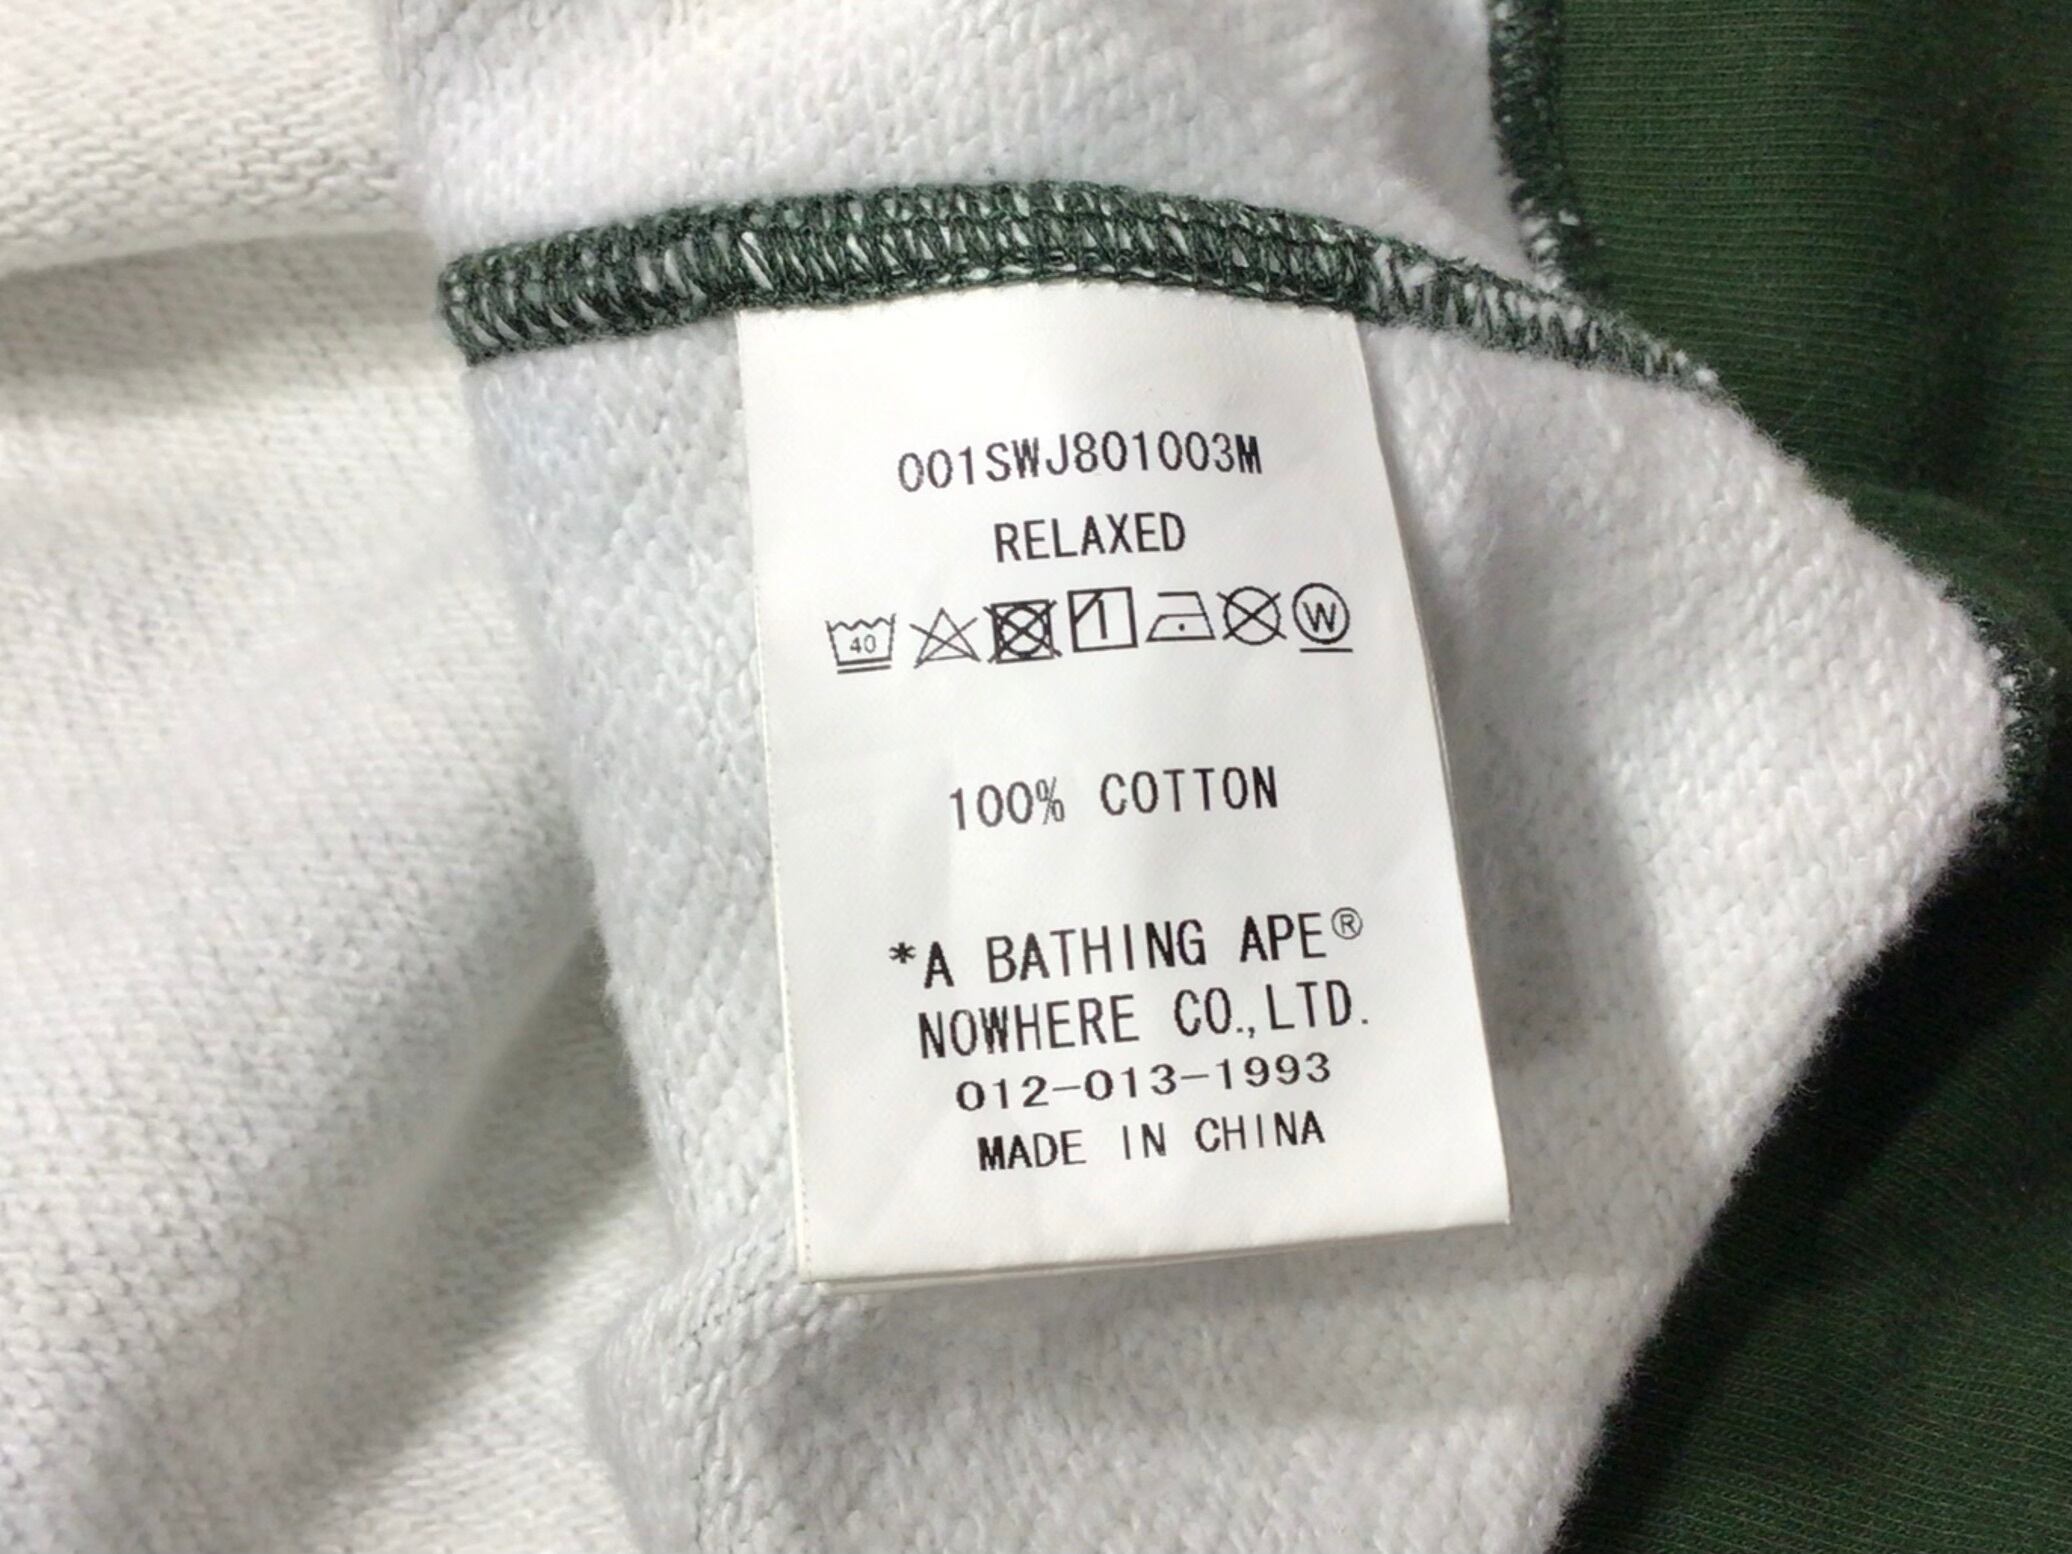 001SWJ801003M
RELAXED
40 W
100% COTTON
*A BATHING APE®
NOWHERE CO.,LTD.
012-013-1993
MADE IN CHINA